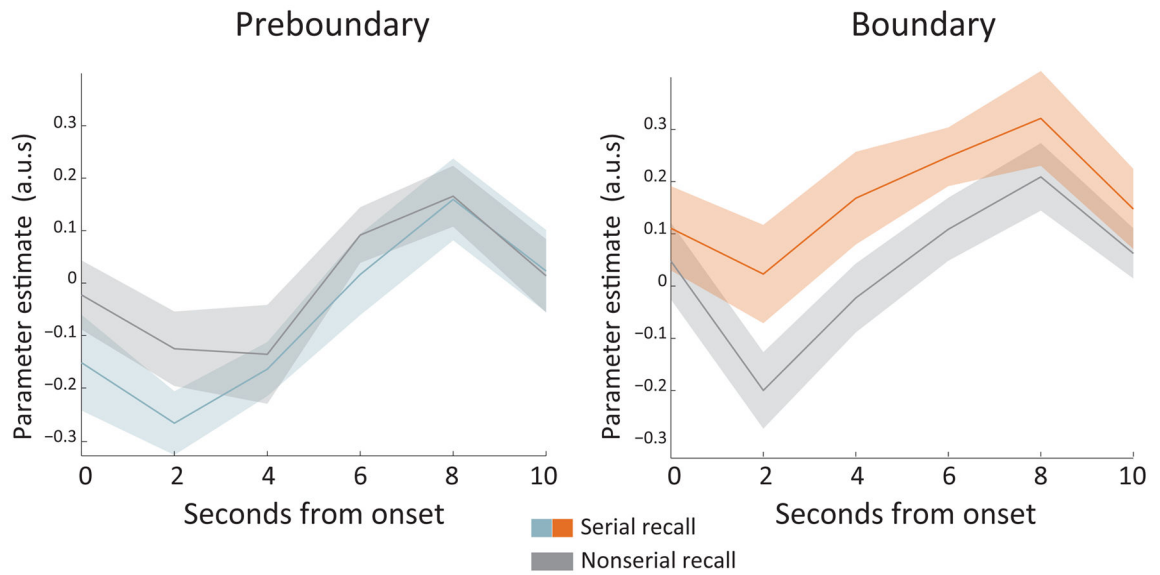 Preboundary
Parameter estimate (a.u.s)
0.3
0.2
0.1
0
−0.1
−0.2
−0.3
0 2 4 6 8 10
Seconds from onset
Boundary
Parameter estimate (a.u.s)
0.3
0.2
0.1
0
−0.1
−0.2
−0.3
0 2 4 6 8 10
Seconds from onset
Serial recall
Nonserial recall